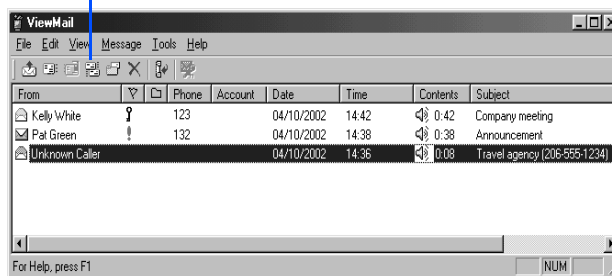 ViewMail
File Edit View Message Tools Help
From Phone Account Date Time Contents Subject
Kelly White 123 04/10/2002 14:42 0:42 Company meeting
Pat Green 132 04/10/2002 14:38 0:38 Announcement
Unknown Caller 04/10/2002 14:36 0:08 Travel agency (206-555-1234)
For Help, press F1 NUM